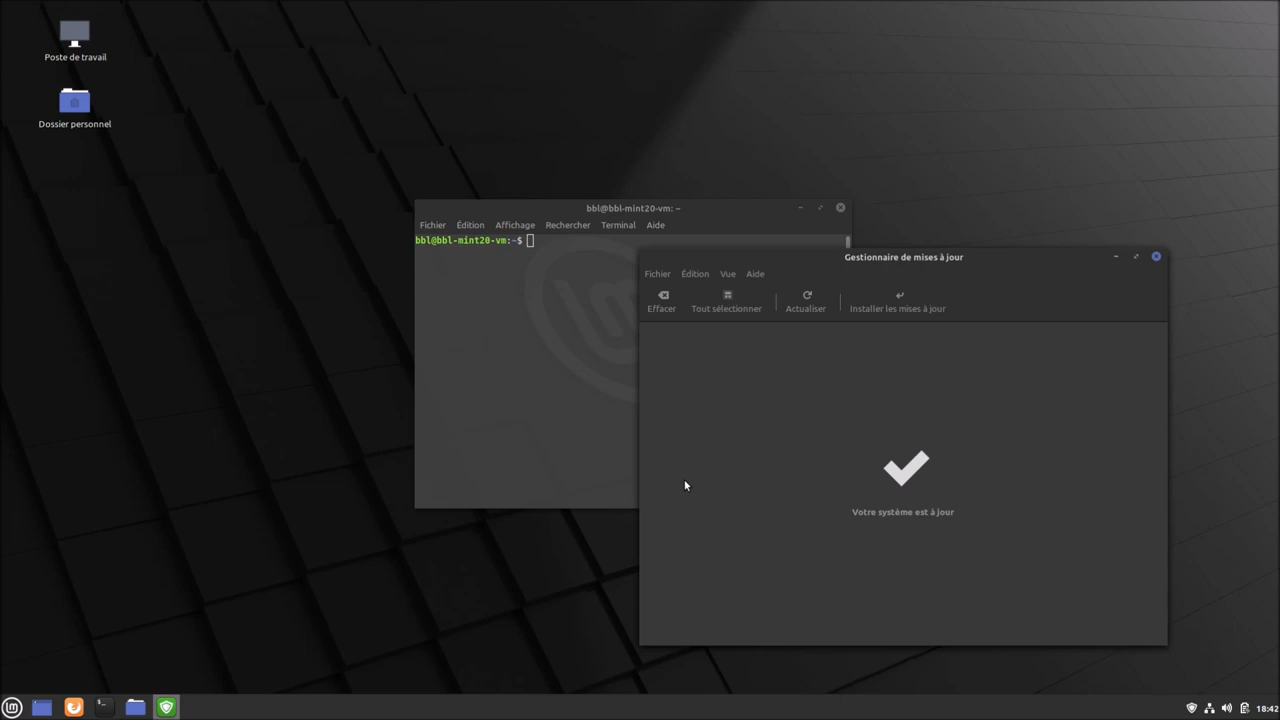 Poste de travail
Dossier personnel
bbl@bbl-mint20-vm: ~
Fichier Édition Affichage Rechercher Terminal Aide
bbl@bbl-mint20-vm:~$
Gestionnaire de mises à jour
Fichier Édition Vue Aide
Effacer Tout sélectionner Actualiser Installer les mises à jour
Votre système est à jour
18:42